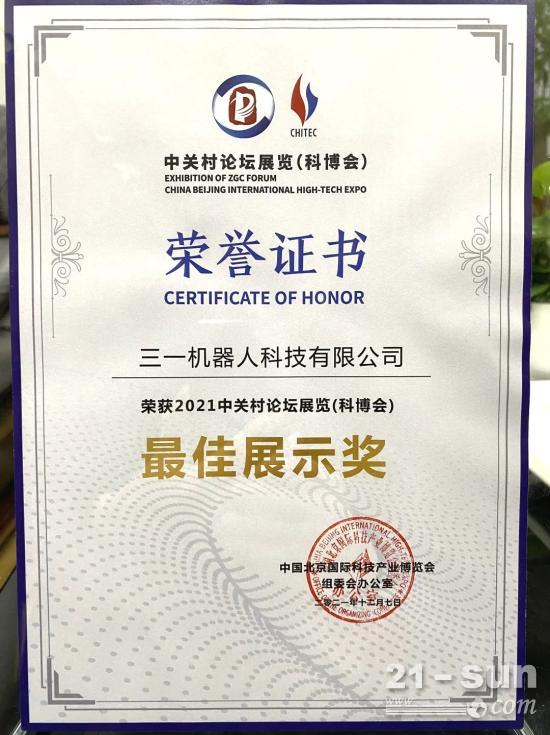 CHITEC
中关村论坛展览(科博会)
EXHIBITION OF ZGC FORUM
CHINA BEIJING INTERNATIONAL HIGH-TECH EXPO
荣誉证书
CERTIFICATE OF HONOR
三一机器人科技有限公司
荣获2021中关村论坛展览(科博会)
最佳展示奖
中国北京国际科技产业博览会
组委会办公室
二〇二一年十二月七日
21-sun
www. .com